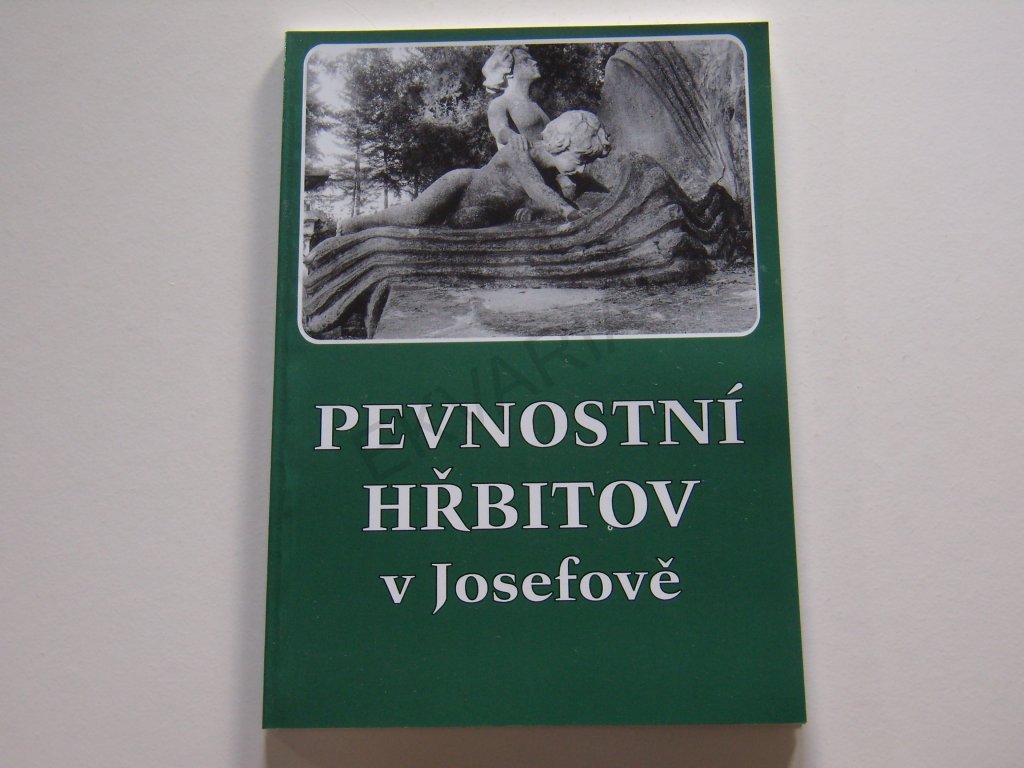 PEVNOSTNÍ
HŘBITOV
v Josefově